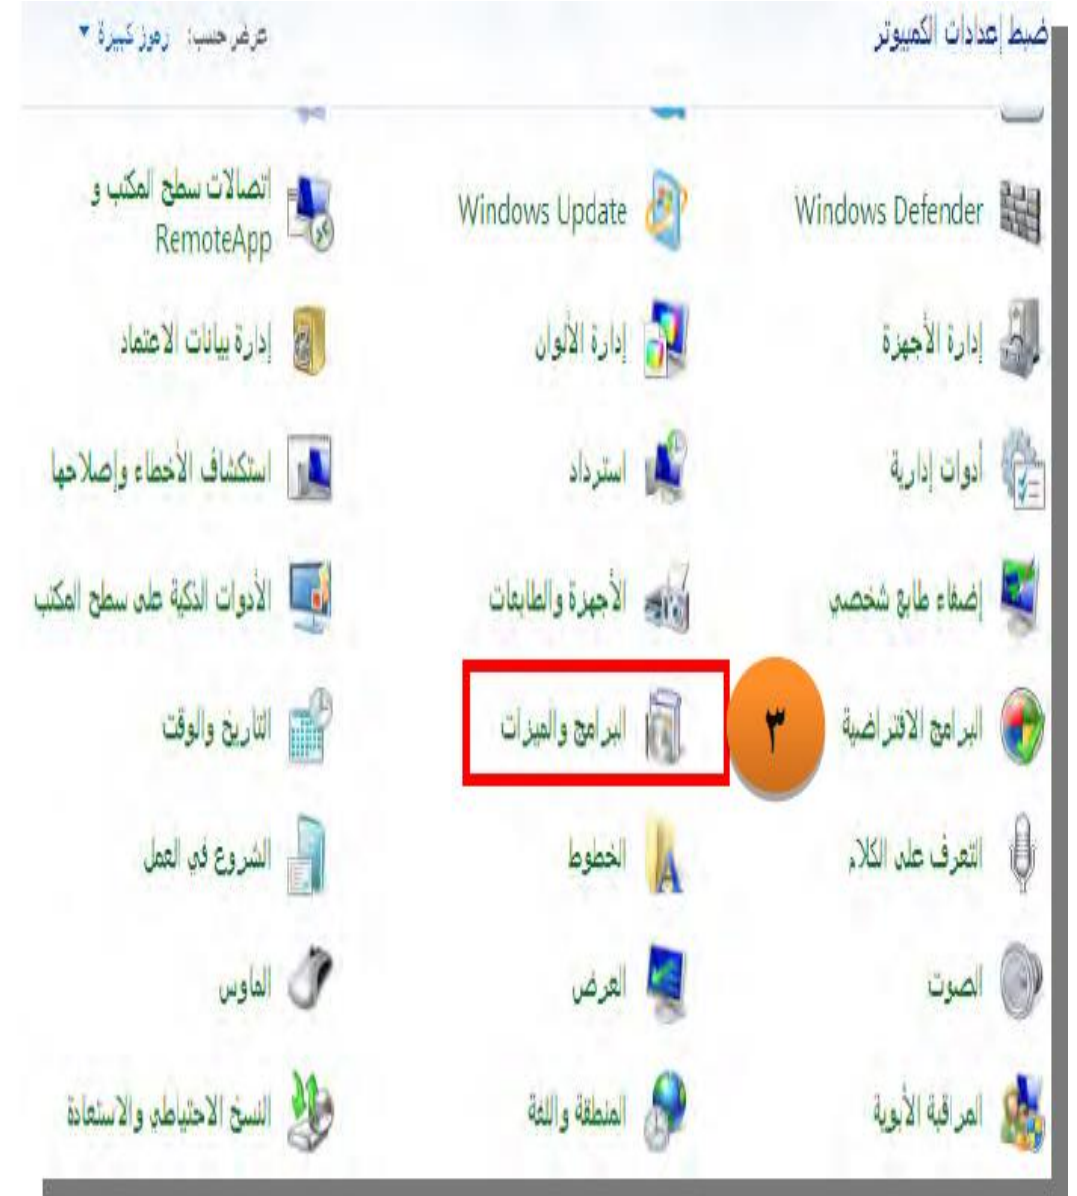 ضبط إعدادات الكمبيوتر
عرض حسب: رموز كبيرة
Windows Defender
Windows Update
اتصالات سطح المكتب و
RemoteApp
إدارة الأجهزة
إدارة الألوان
إدارة بيانات الاعتماد
أدوات إدارية
استرداد
استكشاف الأخطاء وإصلاحها
إضفاء طابع شخصي
الأجهزة والطابعات
الأدوات الذكية على سطح المكتب
البرامج الافتراضية
٣
البرامج والميزات
التاريخ والوقت
التعرف على الكلام
الخطوط
الشروع في العمل
الصوت
العرض
الماوس
المراقبة الأبوية
المنطقة واللغة
النسخ الاحتياطي والاستعادة